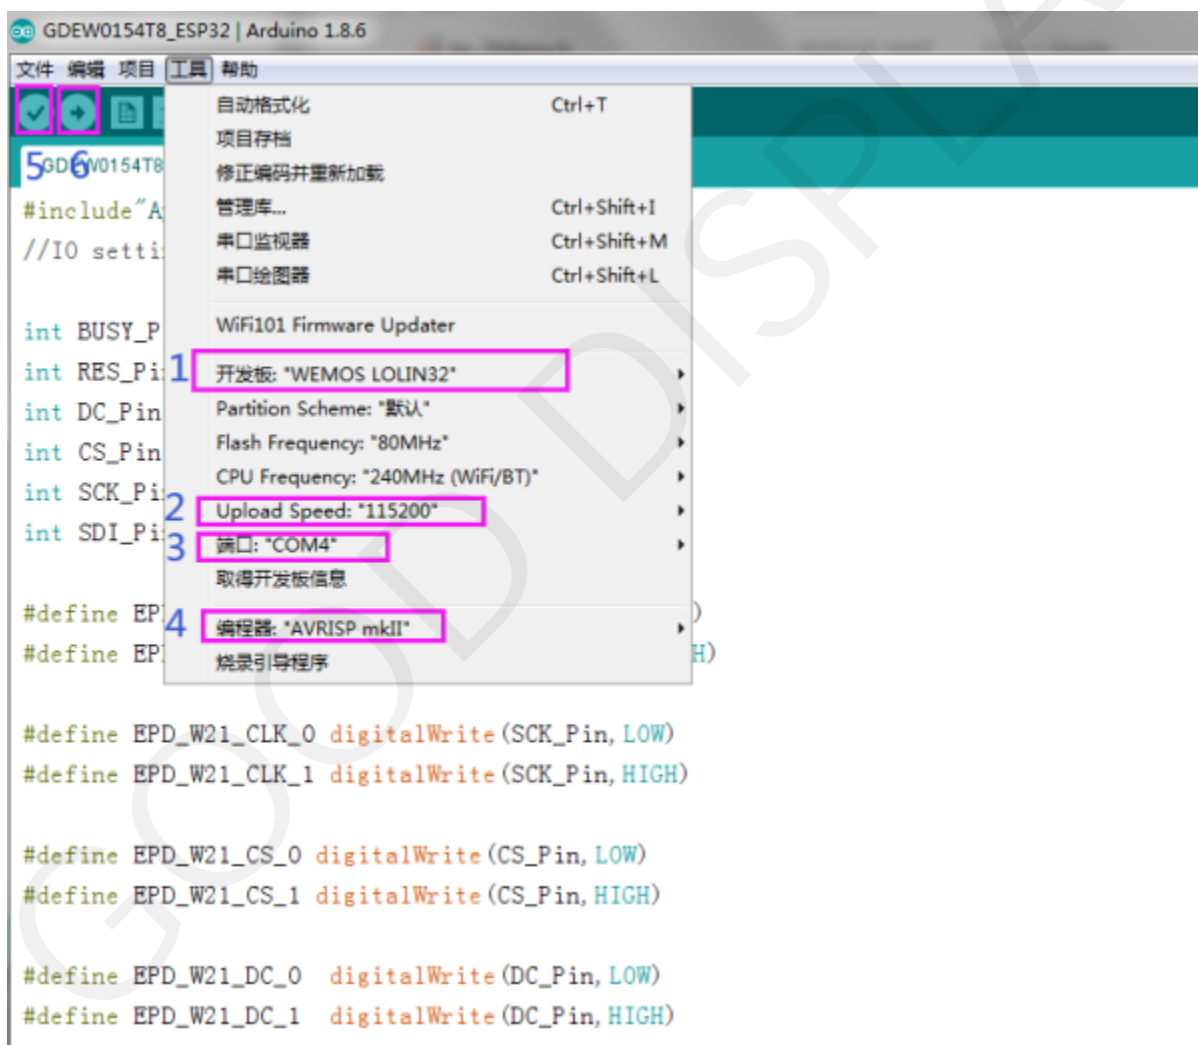 GDEW0154T8_ESP32 | Arduino 1.8.6
文件 编辑 项目 工具 帮助
自动格式化 Ctrl+T
项目存档
修正编码并重新加载
管理库... Ctrl+Shift+I
串口监视器 Ctrl+Shift+M
串口绘图器 Ctrl+Shift+L
WiFi101 Firmware Updater
1 开发板: "WEMOS LOLIN32"
Partition Scheme: "默认"
Flash Frequency: "80MHz"
CPU Frequency: "240MHz (WiFi/BT)"
2 Upload Speed: "115200"
3 端口: "COM4"
取得开发板信息
4 编程器: "AVRISP mkII"
烧录引导程序
5 6
GDEW0154T8
#include"A
//IO setti
int BUSY_P
int RES_Pi
int DC_Pin
int CS_Pin
int SCK_Pi
int SDI_Pi
#define EP )
#define EP H)
#define EPD_W21_CLK_0 digitalWrite(SCK_Pin,LOW)
#define EPD_W21_CLK_1 digitalWrite(SCK_Pin,HIGH)
#define EPD_W21_CS_0 digitalWrite(CS_Pin,LOW)
#define EPD_W21_CS_1 digitalWrite(CS_Pin,HIGH)
#define EPD_W21_DC_0 digitalWrite(DC_Pin,LOW)
#define EPD_W21_DC_1 digitalWrite(DC_Pin,HIGH)
GOOD DISPLA